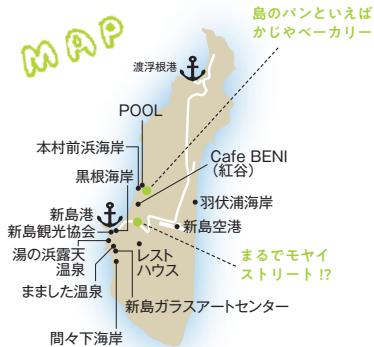 MAP
島のパンといえば
かじやベーカリー
渡浮根港
POOL
本村前浜海岸
Cafe BENI
（紅谷）
黒根海岸
羽伏浦海岸
新島港
新島観光協会
新島空港
湯の浜露天
温泉
レスト
ハウス
まるでモヤイ
ストリート!?
まました温泉
新島ガラスアートセンター
間々下海岸